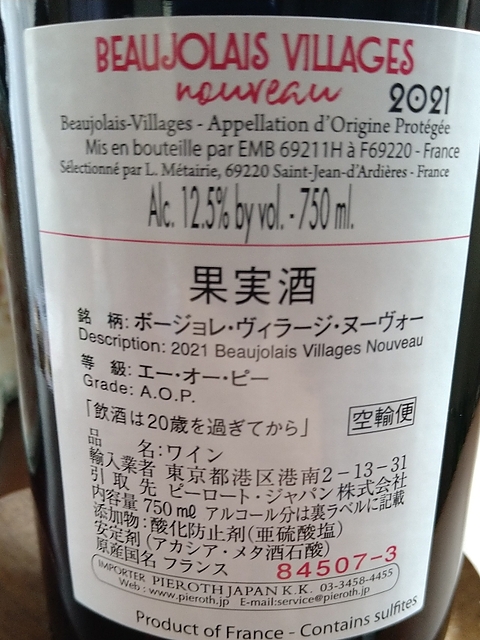 BEAUJOLAIS VILLAGES
nouveau 2021
Beaujolais-Villages - Appellation d'Origine Protégée
Mis en bouteille par EMB 69211H à F69220 - France
Sélectionné par L. Métairie, 69220 Saint-Jean-d'Ardières - France
Alc. 12.5% by vol. - 750 ml.
果実酒
銘 柄: ボージョレ・ヴィラージ・ヌーヴォー
Description: 2021 Beaujolais Villages Nouveau
等 級: エー・オー・ピー
Grade: A.O.P.
「飲酒は20歳を過ぎてから」 空輸便
品 名: ワイン
輸入業者 東京都港区港南2-13-31
引取先 ピーロート・ジャパン株式会社
内容量 750㎖ アルコール分は裏ラベルに記載
添加物: 酸化防止剤(亜硫酸塩)
安定剤 (アカシア・メタ酒石酸)
原産国名 フランス 84507-3
IMPORTER PIEROTH JAPAN K.K. 03-3458-4455
Web : www.pieroth.jp E-mail:service@pieroth.jp
Product of France - Contains sulfites